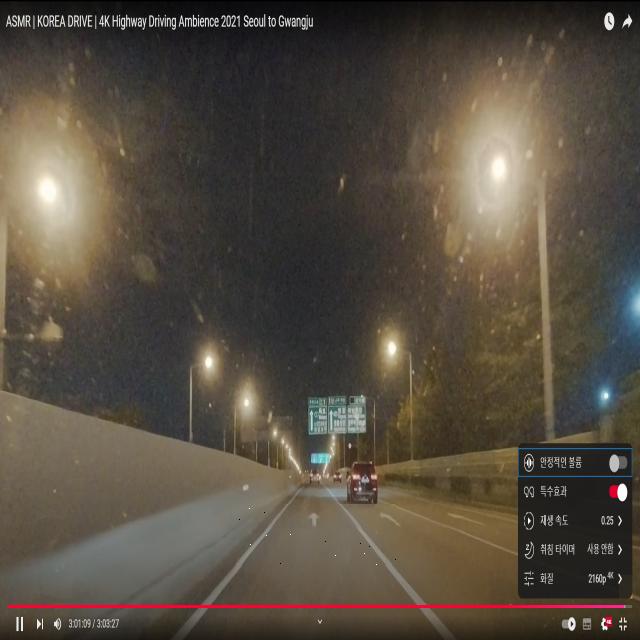 ASMR | KOREA DRIVE | 4K Highway Driving Ambience 2021 Seoul to Gwangju
안정적인 볼륨
특수효과
재생 속도 0.25
취침 타이머 사용 안함
화질 2160p 4K
3:01:09 / 3:03:27